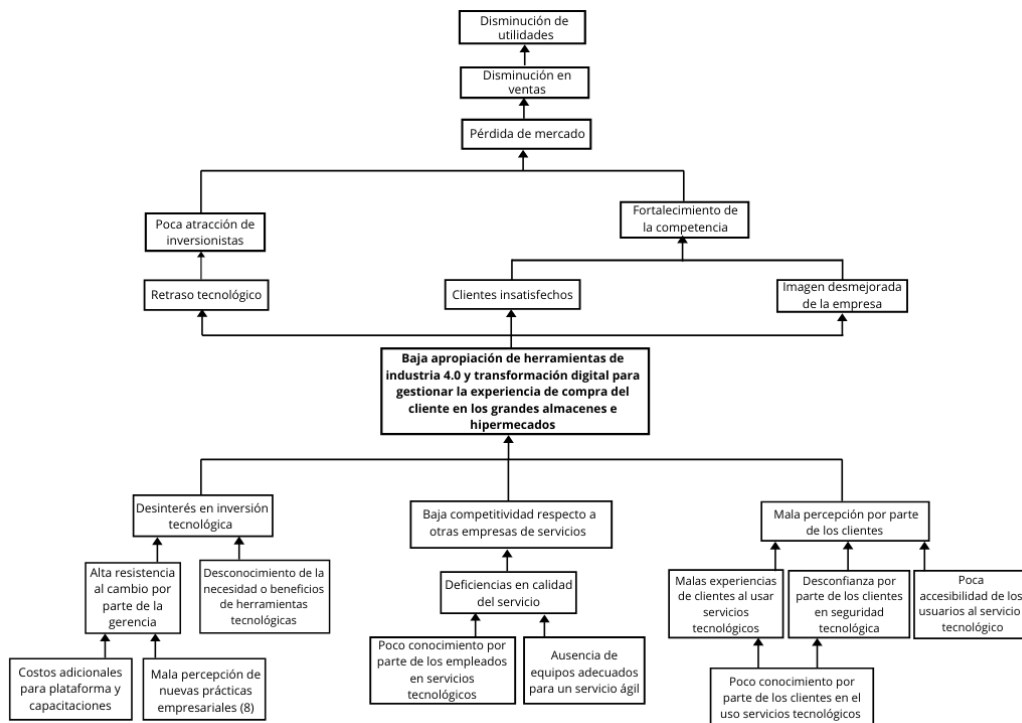 Disminución de
utilidades
Disminución en
ventas
Pérdida de mercado
Poca atracción de
inversionistas
Fortalecimiento de
la competencia
Retraso tecnológico
Clientes insatisfechos
Imagen desmejorada
de la empresa
Baja apropiación de herramientas de
industria 4.0 y transformación digital para
gestionar la experiencia de compra del
cliente en los grandes almacenes e
hipermecados
Desinterés en inversión
tecnológica
Baja competitividad respecto a
otras empresas de servicios
Mala percepción por parte
de los clientes
Alta resistencia
al cambio por
parte de la
gerencia
Desconocimiento de la
necesidad o beneficios
de herramientas
tecnológicas
Deficiencias en calidad
del servicio
Malas experiencias
de clientes al usar
servicios
tecnológicos
Desconfianza por
parte de los clientes
en seguridad
tecnológica
Poca
accesibilidad de los
usuarios al servicio
tecnológico
Costos adicionales
para plataforma y
capacitaciones
Mala percepción de
nuevas prácticas
empresariales (8)
Poco conocimiento por
parte de los empleados
en servicios
tecnológicos
Ausencia de
equipos adecuados
para un servicio ágil
Poco conocimiento por
parte de los clientes en el
uso servicios tecnológicos